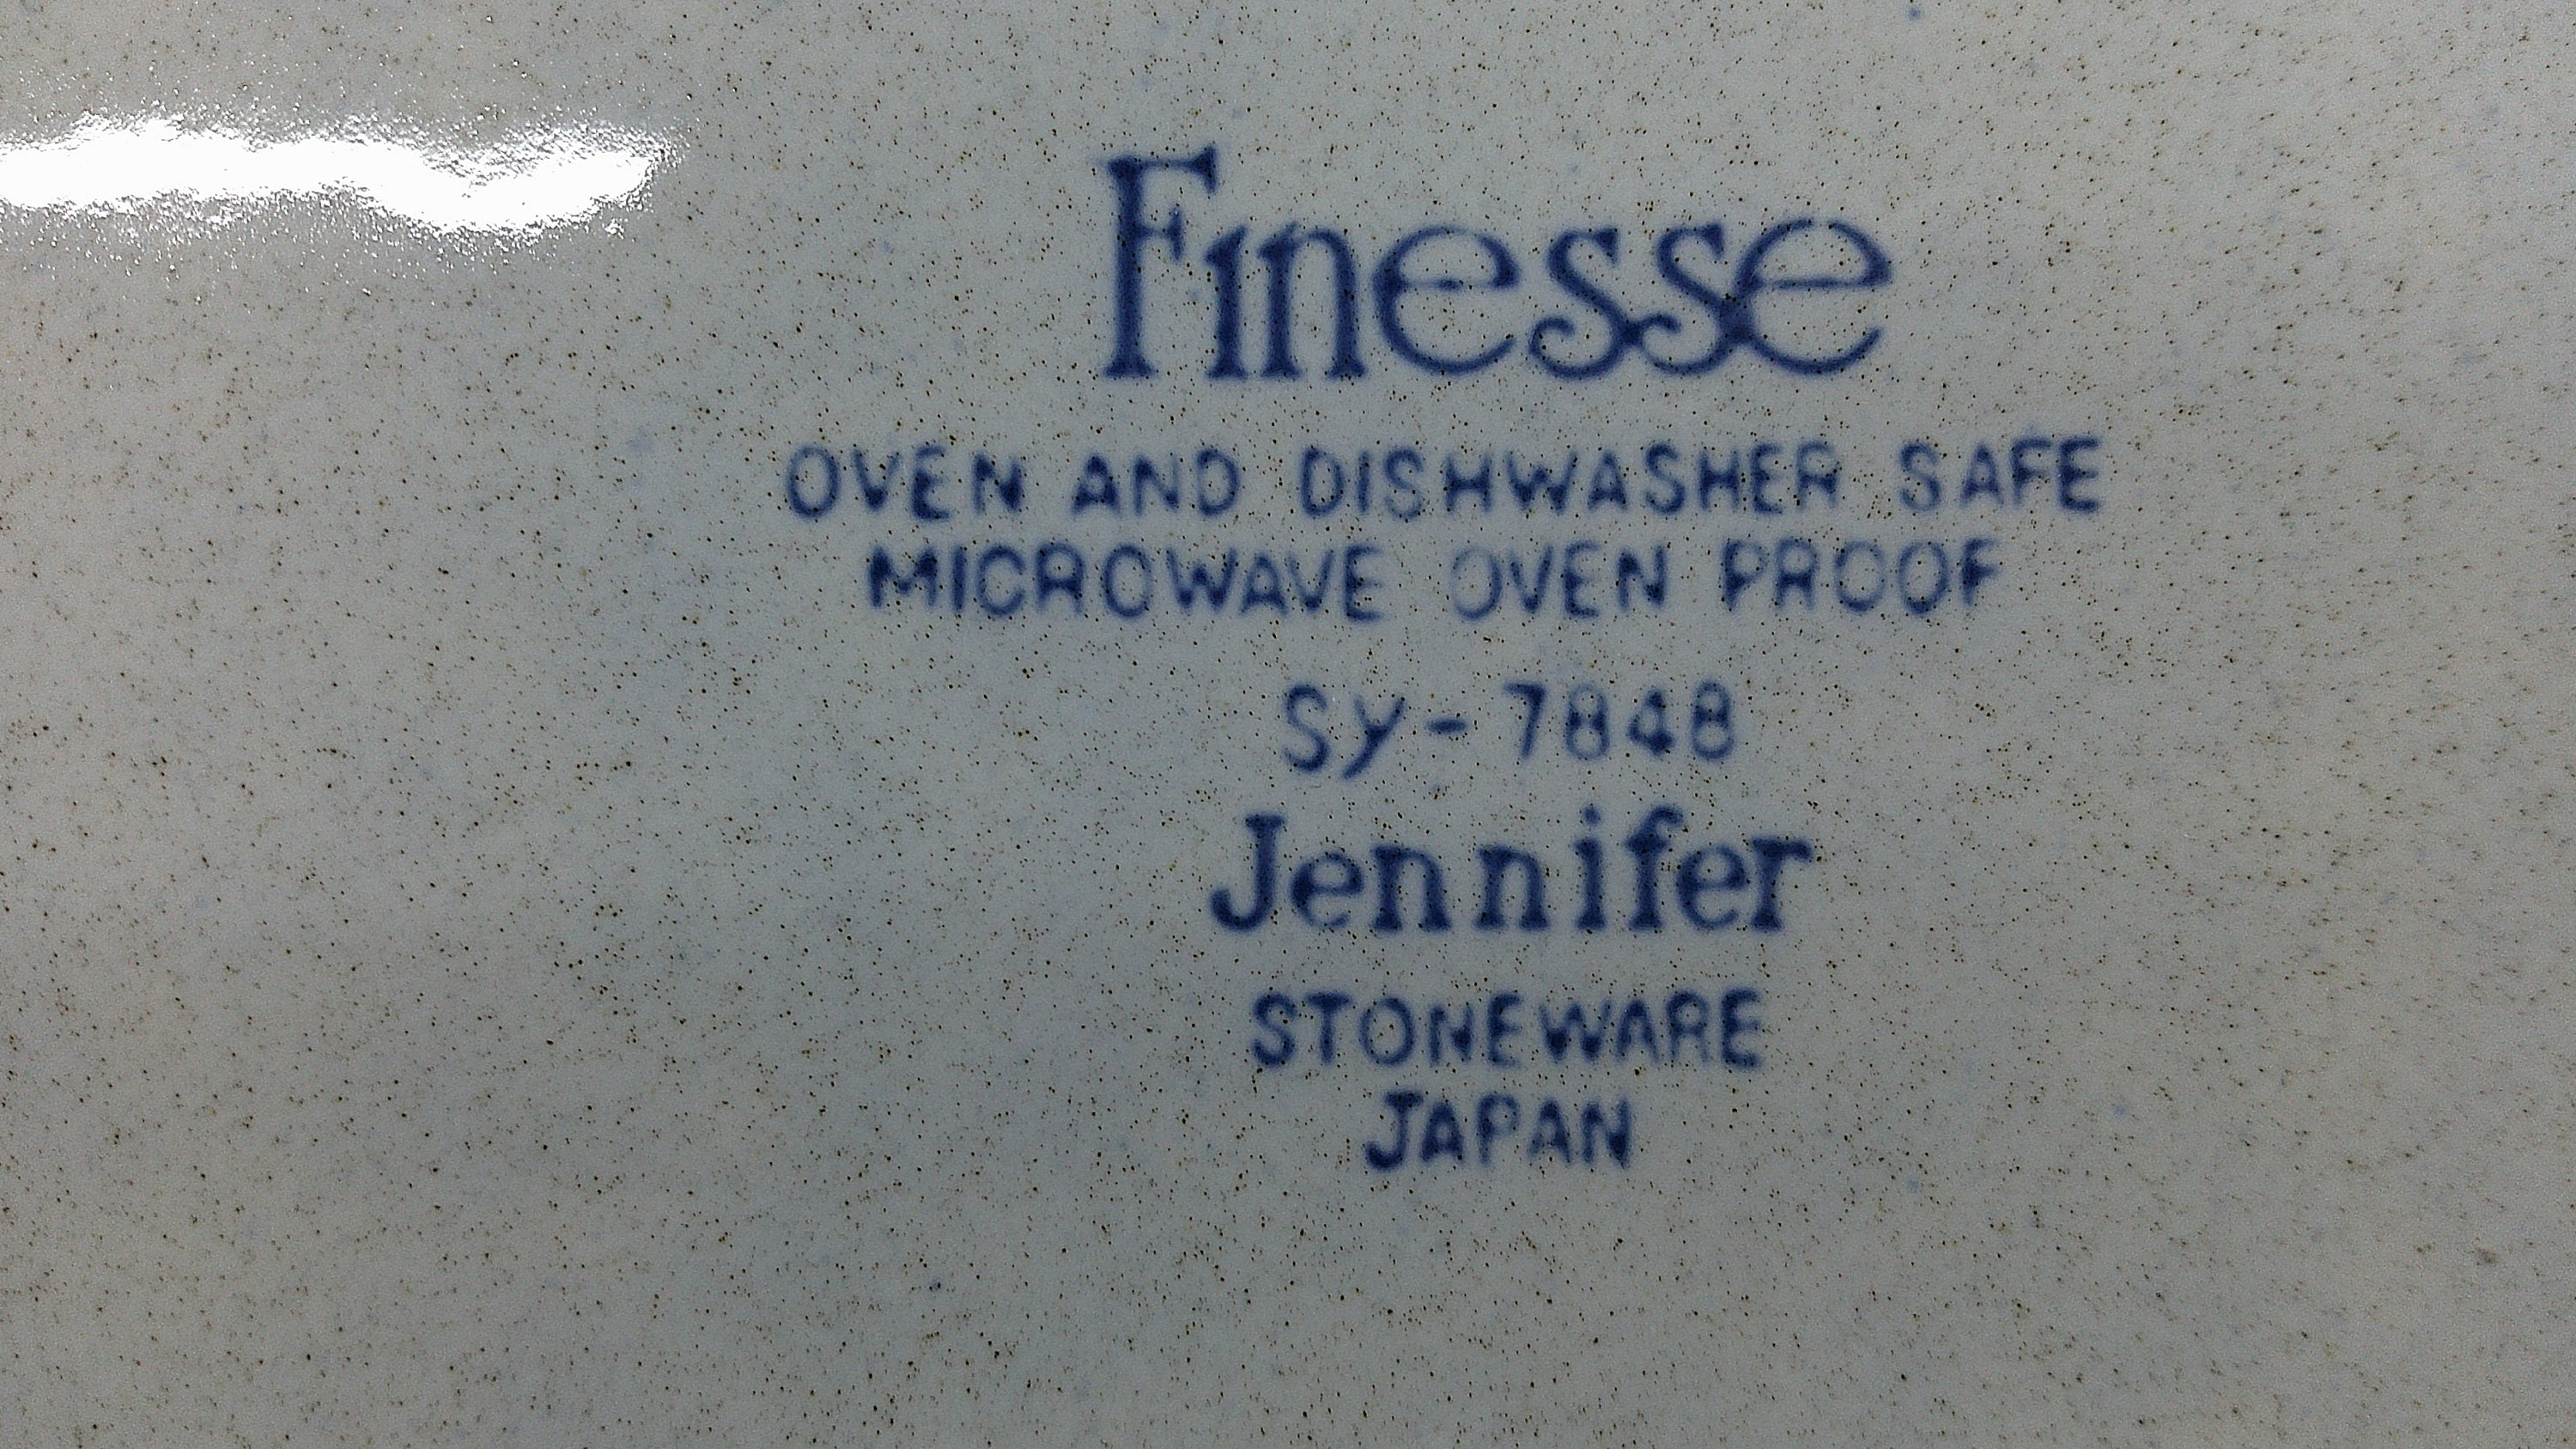 Finesse
OVEN AND DISHWASHER SAFE
MICROWAVE OVEN PROOF
SY-7848
Jennifer
STONEWARE
JAPAN